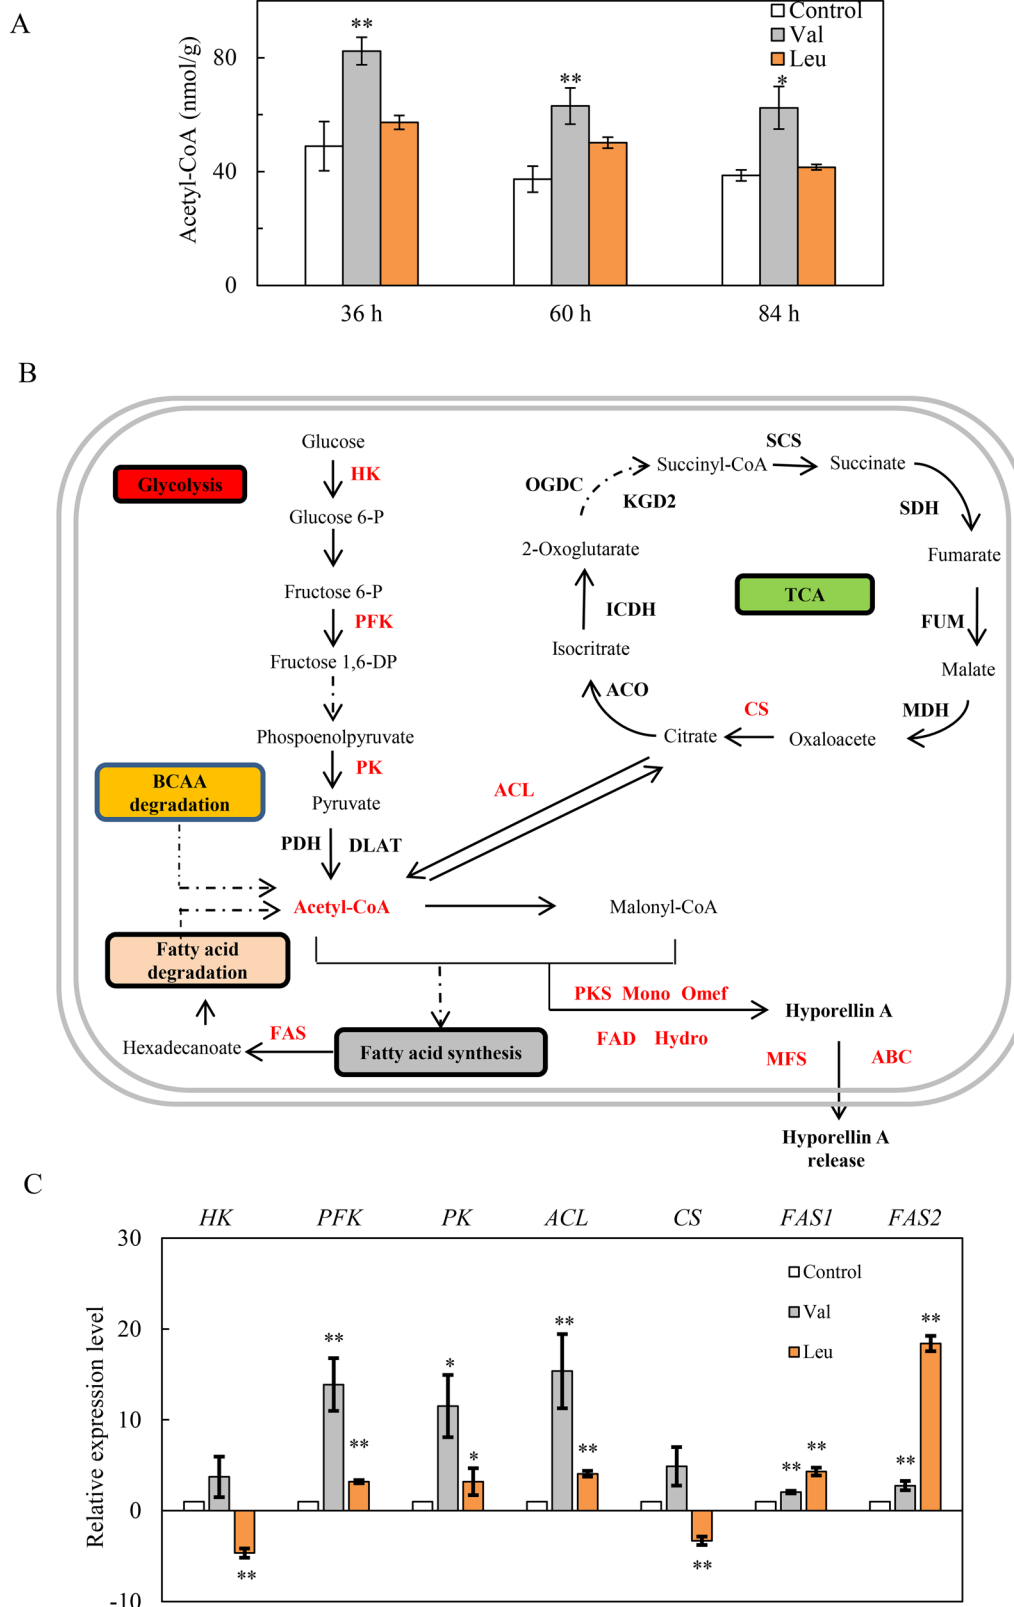 A
Acetyl-CoA (nmol/g)
80
40
0
**
**
*
Control
Val
Leu
36 h
60 h
84 h
B
Glycolysis
Glucose
HK
Glucose 6-P
Fructose 6-P
PFK
Fructose 1,6-DP
Phospoenolpyruvate
PK
Pyruvate
PDH
DLAT
BCAA
degradation
Acetyl-CoA
Fatty acid
degradation
Hexadecanoate
FAS
Fatty acid synthesis
Malonyl-CoA
ACL
SCS
Succinyl-CoA
Succinate
OGDC
KGD2
SDH
2-Oxoglutarate
Fumarate
TCA
ICDH
FUM
Isocritrate
Malate
ACO
MDH
CS
Citrate
Oxaloacete
PKS Mono Omef
FAD Hydro
Hyporellin A
MFS
ABC
Hyporellin A
release
C
HK
PFK
PK
ACL
CS
FAS1
FAS2
Relative expression level
30
20
10
0
-10
Control
Val
Leu
**
**
**
*
*
**
**
**
**
**
**
**